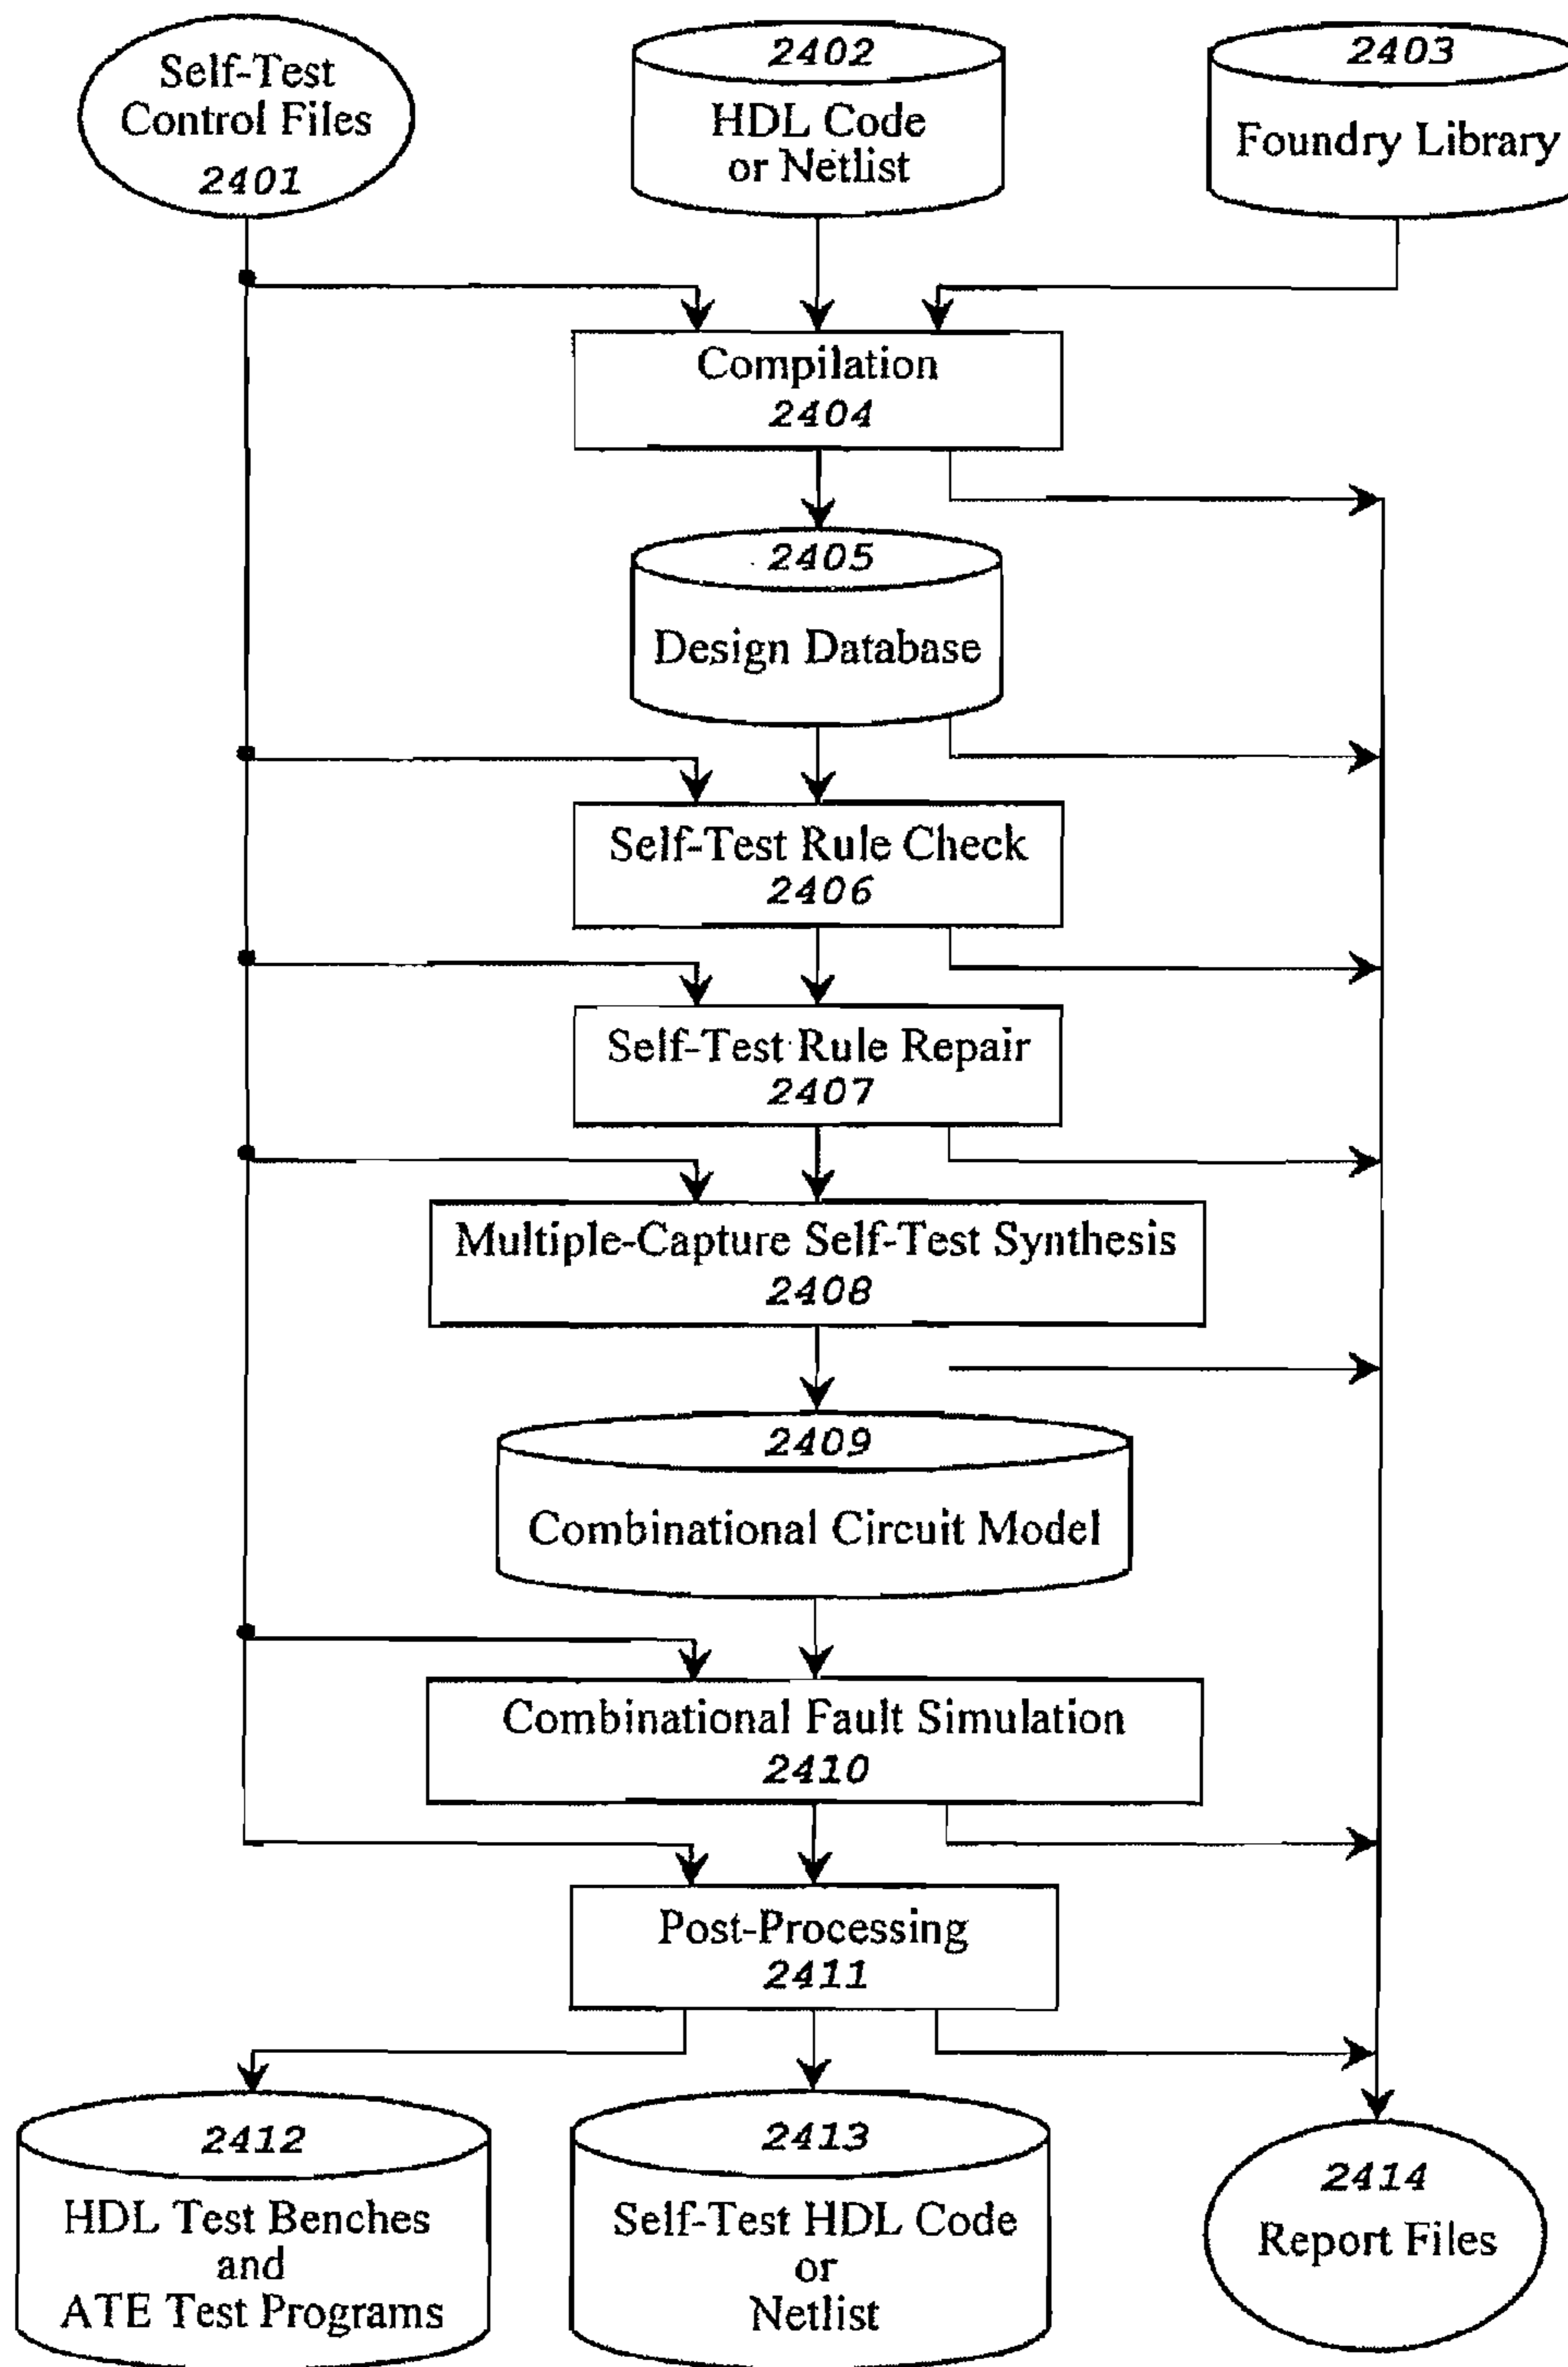 Self-Test
Control Files
2401
2402
HDL Code
or Netlist
2403
Foundry Library
Compilation
2404
2405
Design Database
Self-Test Rule Check
2406
Self-Test Rule Repair
2407
Multiple-Capture Self-Test Synthesis
2408
2409
Combinational Circuit Model
Combinational Fault Simulation
2410
Post-Processing
2411
2412
HDL Test Benches
and
ATE Test Programs
2413
Self-Test HDL Code
or
Netlist
2414
Report Files